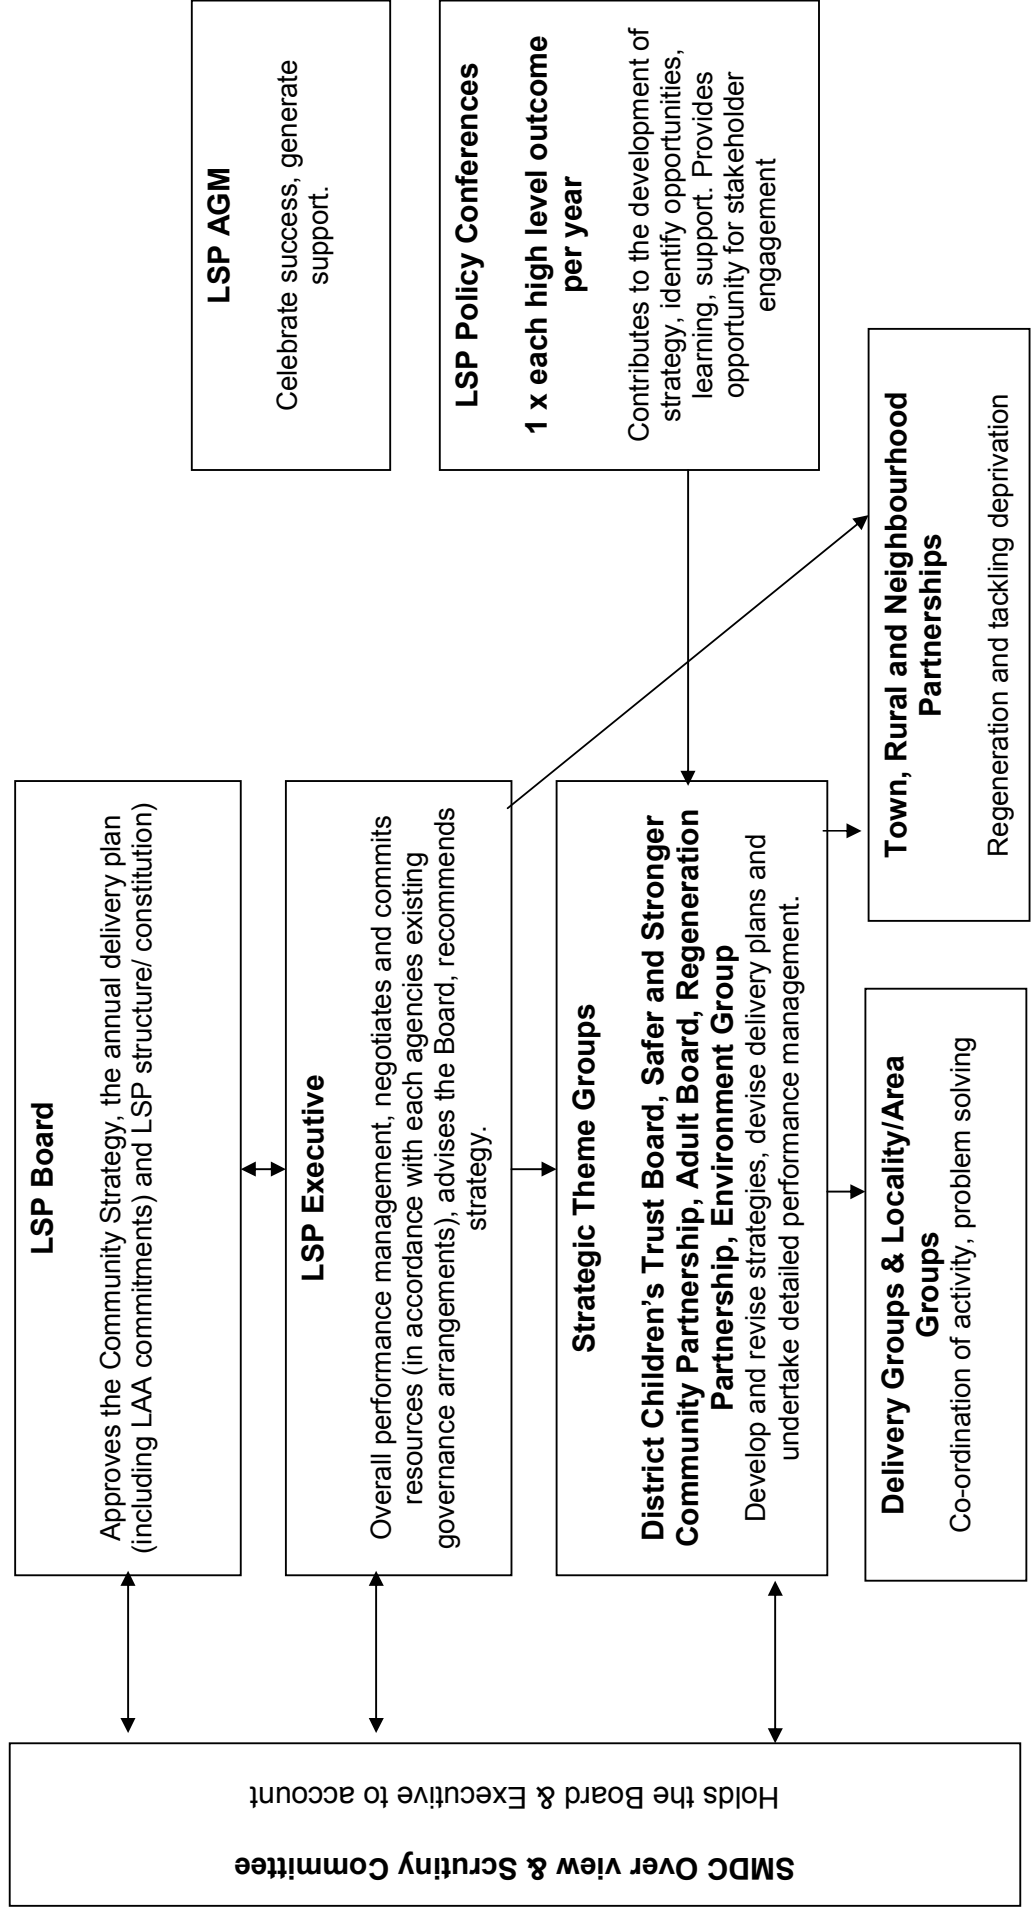 SMDC Over view & Scrutiny Committee
Holds the Board & Executive to account
LSP Board
Approves the Community Strategy, the annual delivery plan
(including LAA commitments) and LSP structure/ constitution)
LSP Executive
Overall performance management, negotiates and commits
resources (in accordance with each agencies existing
governance arrangements), advises the Board, recommends
strategy.
Strategic Theme Groups
District Children’s Trust Board, Safer and Stronger
Community Partnership, Adult Board, Regeneration
Partnership, Environment Group
Develop and revise strategies, devise delivery plans and
undertake detailed performance management.
Delivery Groups & Locality/Area
Groups
Co-ordination of activity, problem solving
Town, Rural and Neighbourhood
Partnerships
Regeneration and tackling deprivation
LSP AGM
Celebrate success, generate
support.
LSP Policy Conferences
1 x each high level outcome
per year
Contributes to the development of
strategy, identify opportunities,
learning, support. Provides
opportunity for stakeholder
engagement